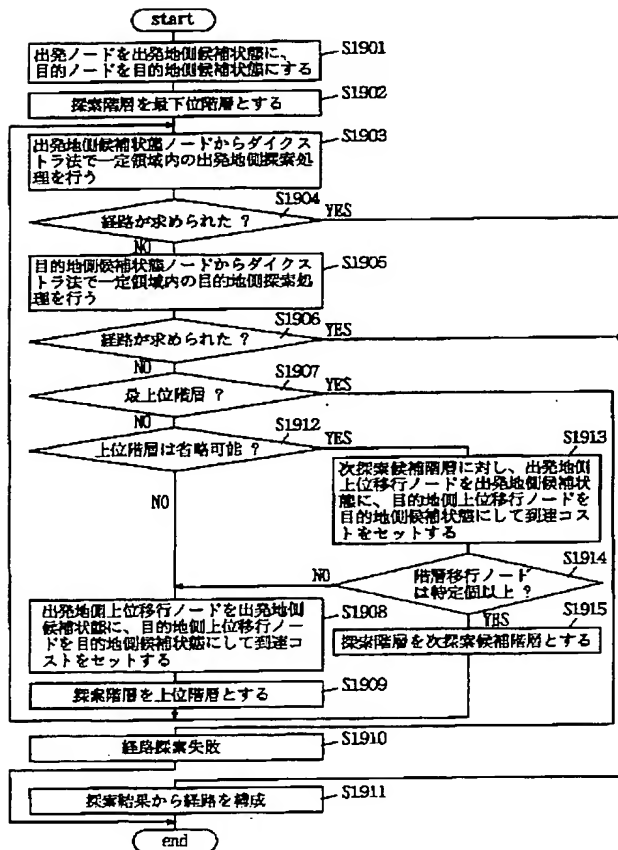 start
出発ノードを出発地側候補状態に、
目的ノードを目的地側候補状態にする
S1901
探索階層を最下位階層とする
S1902
出発地側候補状態ノードからダイクス
トラ法で一定領域内の出発地側探索処
理を行う
S1903
経路が求められた ?
S1904
YES
NO
目的地側候補状態ノードからダイクス
トラ法で一定領域内の目的地側探索処
理を行う
S1905
経路が求められた ?
S1906
YES
NO
最上位階層 ?
S1907
YES
NO
上位階層は省略可能 ?
S1912
YES
NO
次探索候補階層に対し、出発地側
上位移行ノードを出発地側候補状
態に、目的地側上位移行ノードを
目的地側候補状態にして到達コス
トをセットする
S1913
階層移行ノード
は特定個以上 ?
S1914
NO
YES
探索階層を次探索候補階層とする
S1915
出発地側上位移行ノードを出発地側
候補状態に、目的地側上位移行ノー
ドを目的地側候補状態にして到達コ
ストをセットする
S1908
探索階層を上位階層とする
S1909
経路探索失敗
S1910
探索結果から経路を構成
S1911
end